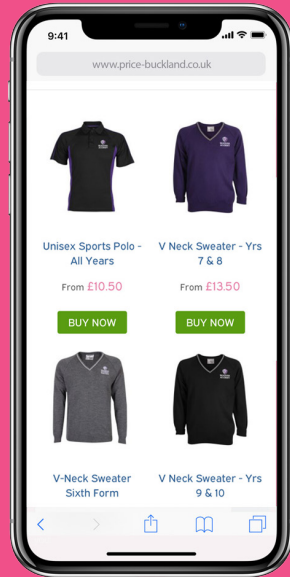 9:41
www.price-buckland.co.uk
Unisex Sports Polo -
All Years
From £10.50
BUY NOW
V Neck Sweater - Yrs
7 & 8
From £13.50
BUY NOW
V-Neck Sweater
Sixth Form
V Neck Sweater - Yrs
9 & 10